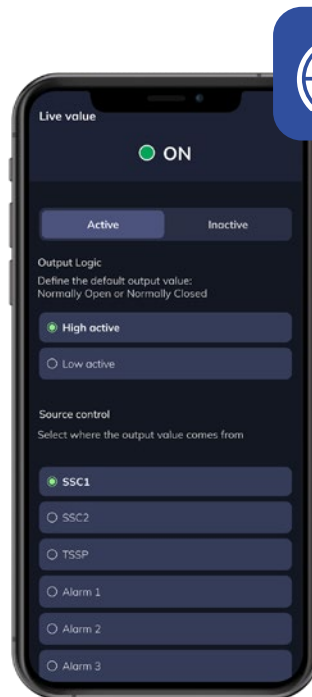 Live value
ON
Active Inactive
Output Logic
Define the default output value:
Normally Open or Normally Closed
High active
Low active
Source control
Select where the output value comes from
SSC1
SSC2
TSSP
Alarm 1
Alarm 2
Alarm 3